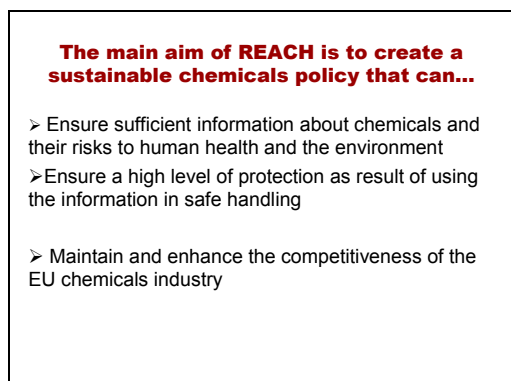 The main aim of REACH is to create a
sustainable chemicals policy that can...
➢ Ensure sufficient information about chemicals and
their risks to human health and the environment
➢Ensure a high level of protection as result of using
the information in safe handling
➢ Maintain and enhance the competitiveness of the
EU chemicals industry